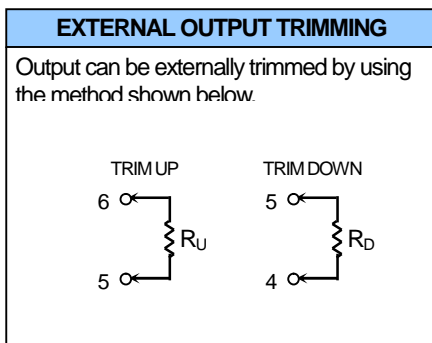 EXTERNAL OUTPUT TRIMMING
Output can be externally trimmed by using
the method shown below.
TRIM UP TRIM DOWN
6 5
RU RD
5 4